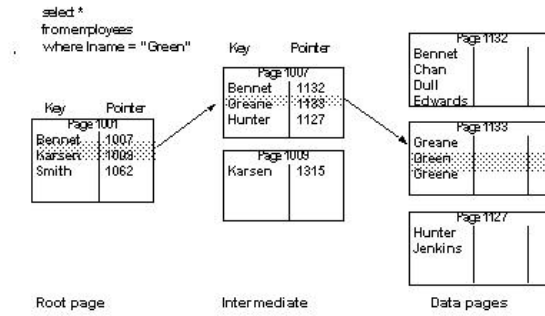 select *
from employees
where lname = "Green"
Key Pointer
Page 1001
Bennet 1007
Karsen 1009
Smith 1062
Key Pointer
Page 1007
Bennet 1132
Greane 1133
Hunter 1127
Page 1009
Karsen 1315
Page 1132
Bennet
Chan
Dull
Edwards
Page 1133
Greane
Green
Greene
Page 1127
Hunter
Jenkins
Root page
Intermediate
Data pages